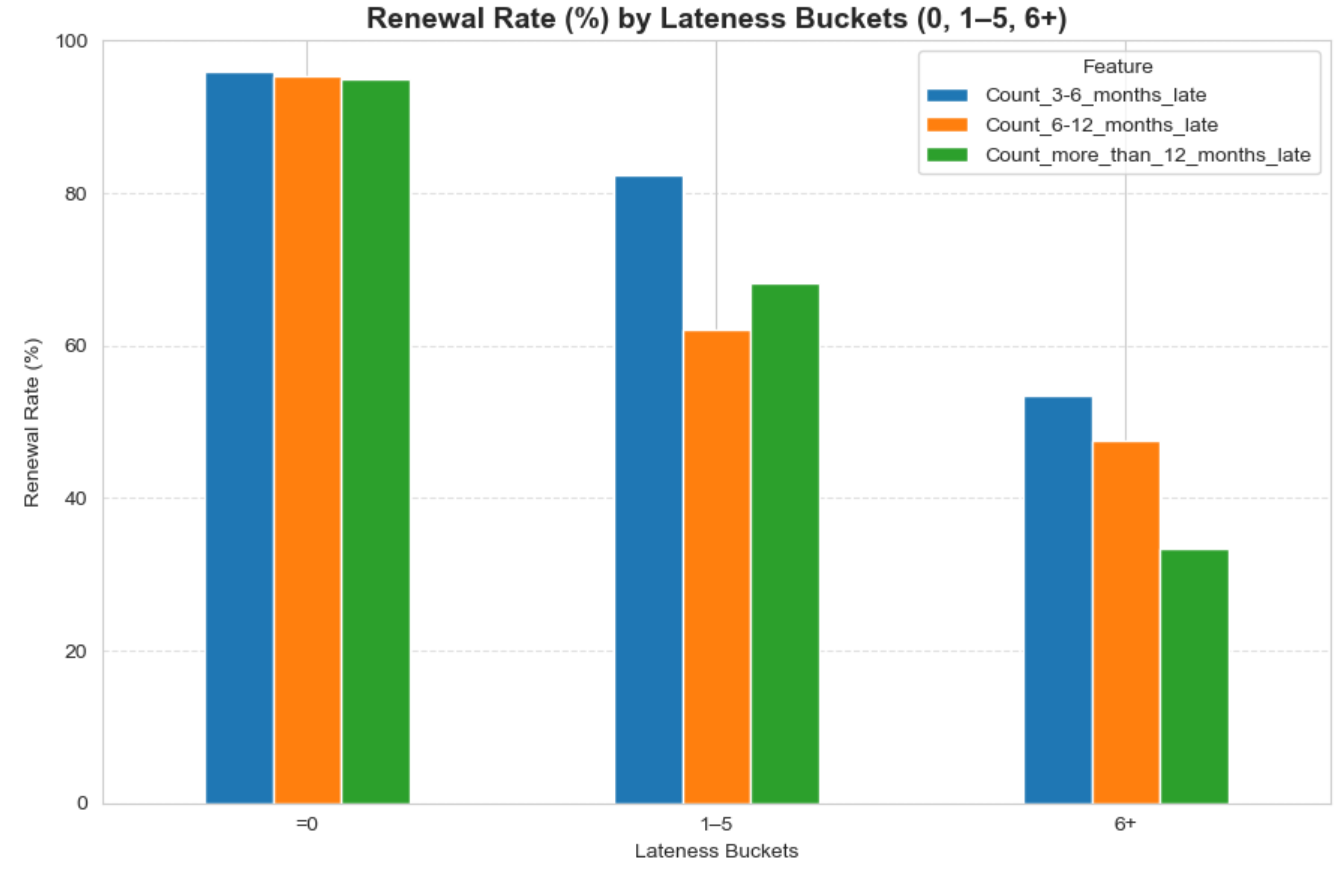 Renewal Rate (%) by Lateness Buckets (0, 1–5, 6+)
Feature
Count_3-6_months_late
Count_6-12_months_late
Count_more_than_12_months_late
Renewal Rate (%)
100
80
60
40
20
0
=0
1–5
6+
Lateness Buckets